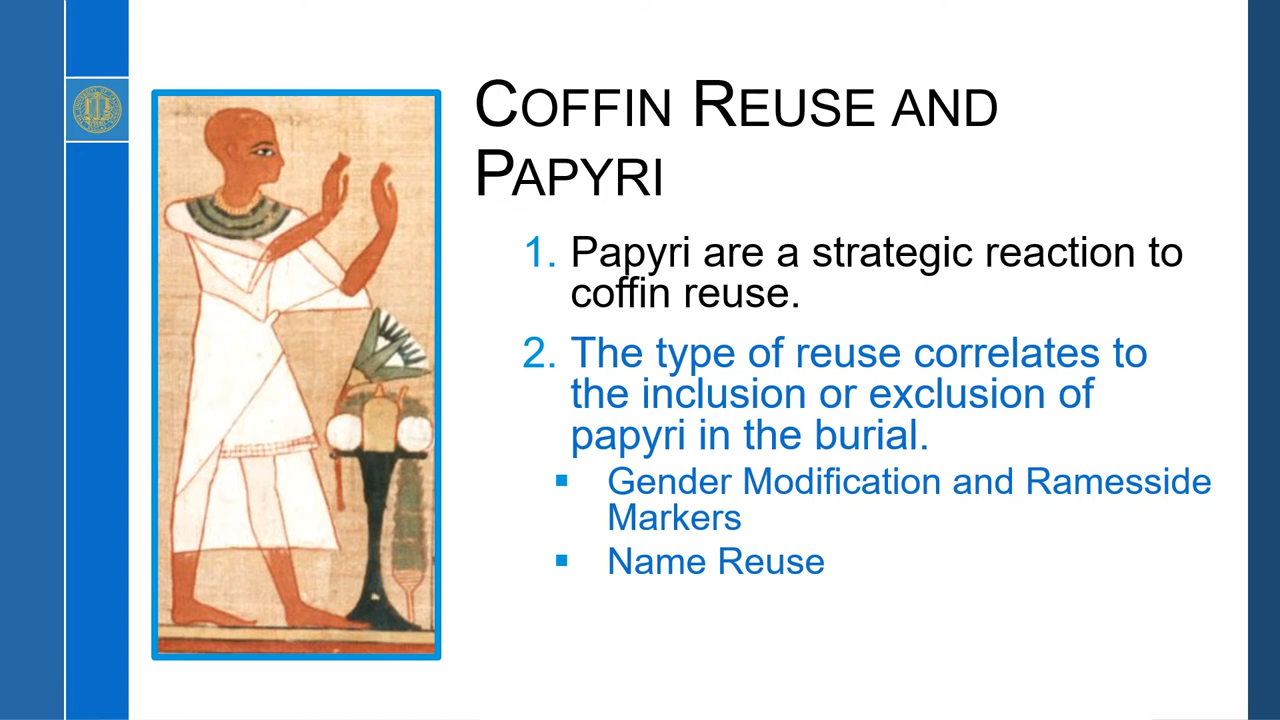 COFFIN REUSE AND
PAPYRI
1. Papyri are a strategic reaction to
coffin reuse.
2. The type of reuse correlates to
the inclusion or exclusion of
papyri in the burial.
▪ Gender Modification and Ramesside
Markers
▪ Name Reuse